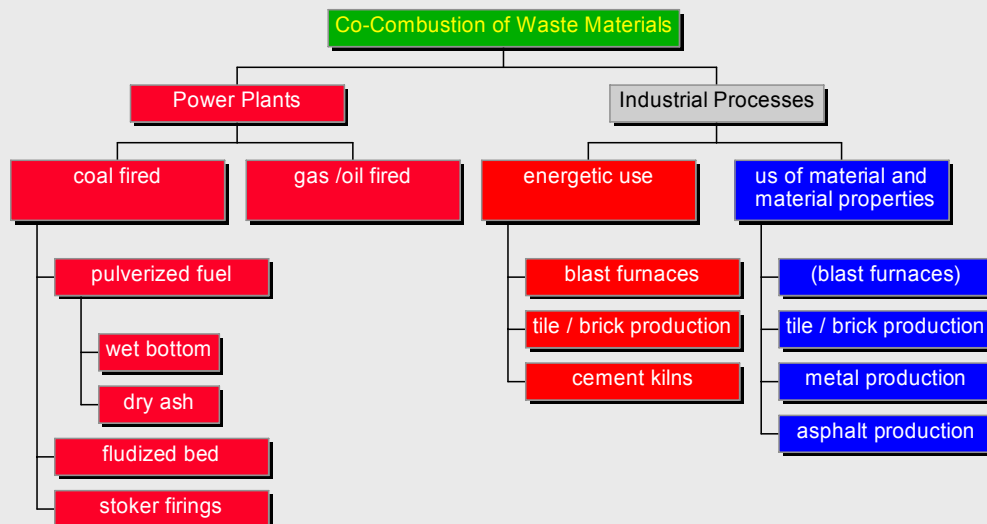 Co-Combustion of Waste Materials
Power Plants
Industrial Processes
coal fired
gas /oil fired
energetic use
us of material and
material properties
pulverized fuel
wet bottom
dry ash
fludized bed
stoker firings
blast furnaces
tile / brick production
cement kilns
(blast furnaces)
tile / brick production
metal production
asphalt production